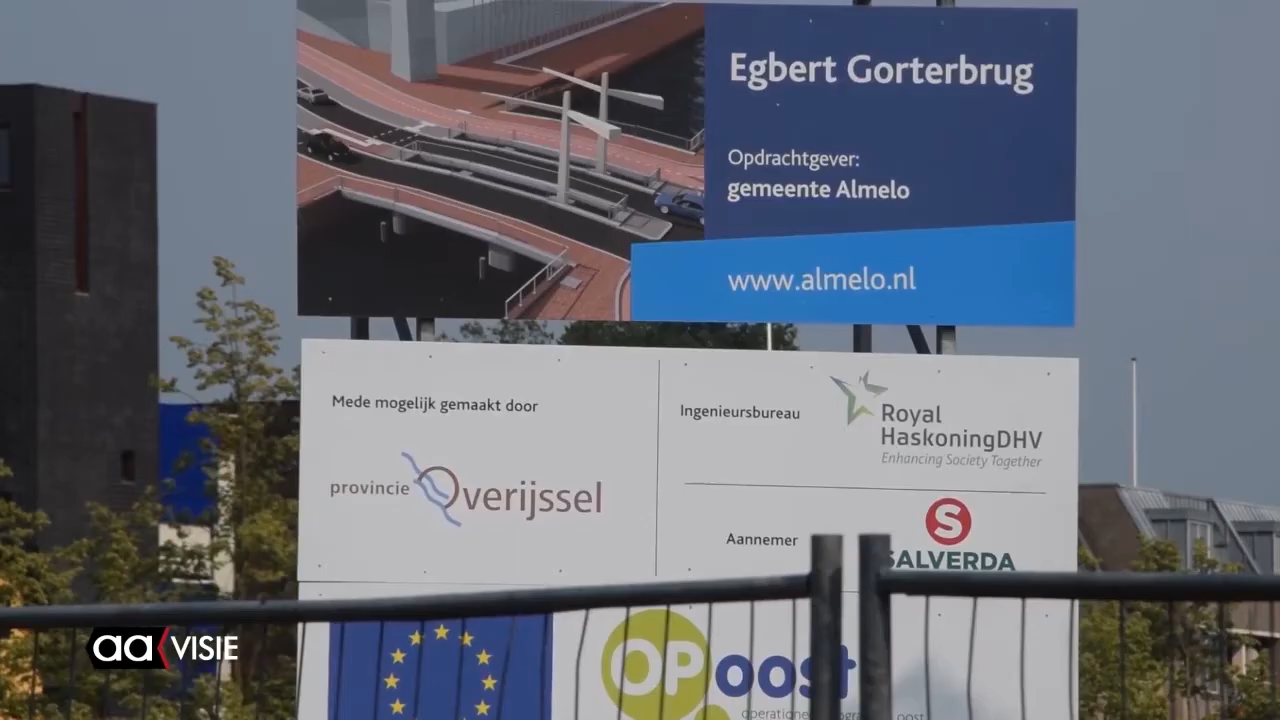 Egbert Gorterbrug
Opdrachtgever:
gemeente Almelo
www.almelo.nl
Mede mogelijk gemaakt door
provincie Overijssel
Ingenieursbureau
Royal
HaskoningDHV
Enhancing Society Together
Aannemer
S
SALVERDA
OP oost
oost
aa VISIE